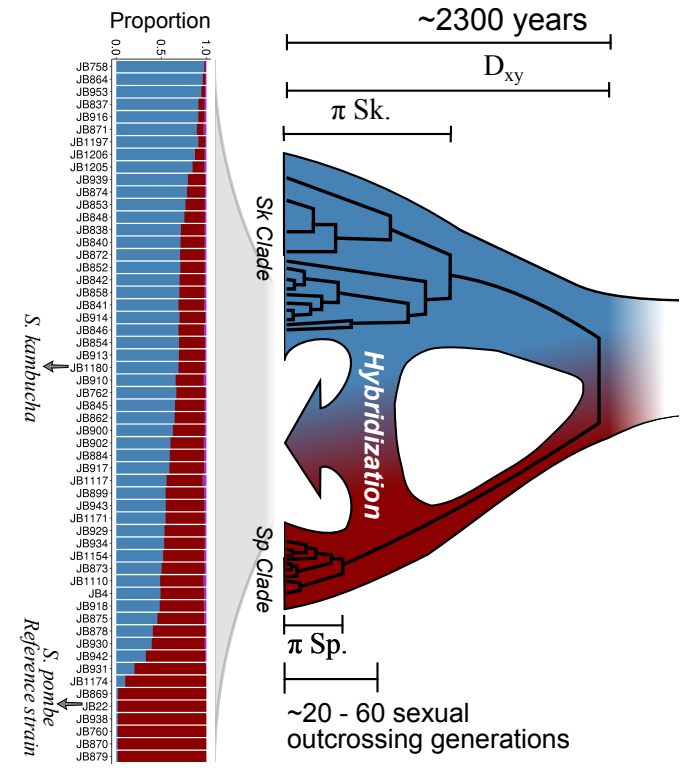 Proportion
0.0
0.5
1.0
JB758
JB864
JB953
JB837
JB916
JB871
JB1197
JB1206
JB1205
JB939
JB874
JB853
JB848
JB838
JB840
JB872
JB852
JB842
JB858
JB841
JB914
JB846
JB854
JB913
JB1180
JB910
JB762
JB845
JB862
JB900
JB902
JB884
JB917
JB1117
JB899
JB943
JB1171
JB929
JB934
JB1154
JB873
JB1110
JB4
JB918
JB875
JB878
JB930
JB942
JB931
JB1174
JB869
JB22
JB938
JB760
JB870
JB879
S. kambucha
S. pombe
Reference strain
~2300 years
Dxy
π Sk.
Sk Clade
Hybridization
Sp Clade
π Sp.
~20 - 60 sexual
outcrossing generations